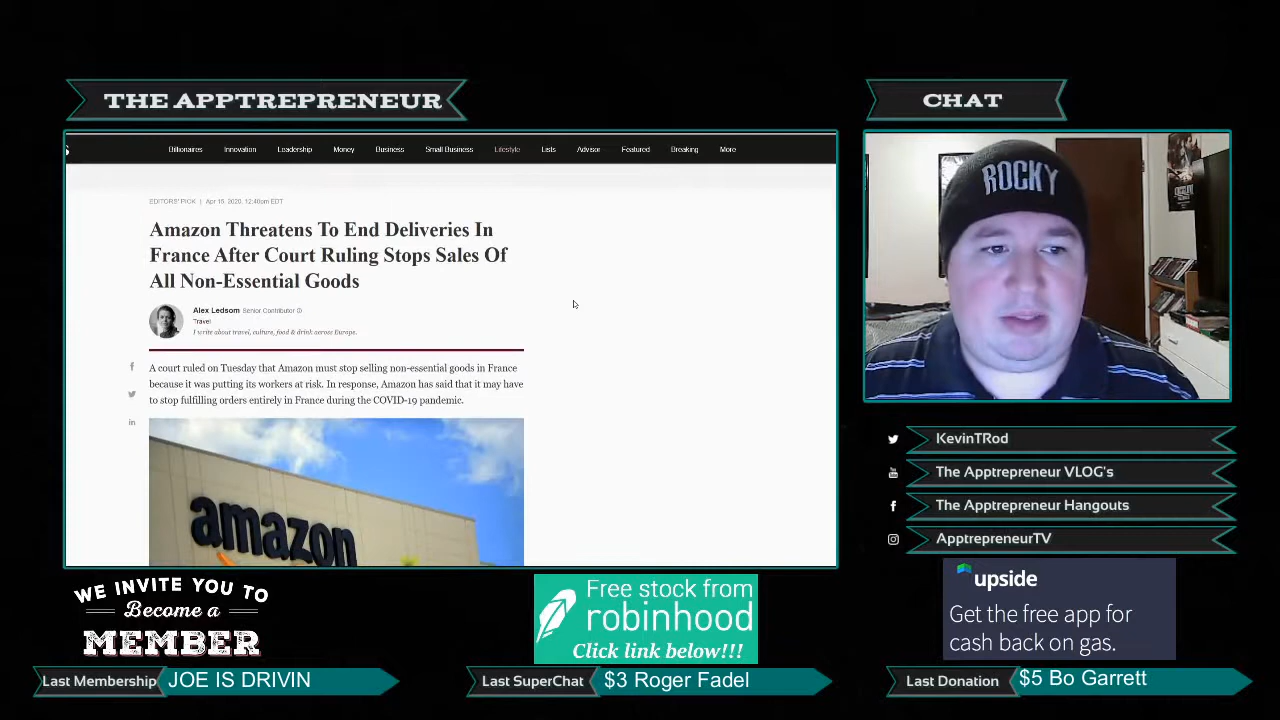 THE APPTREPRENEUR
CHAT
Billionaires Innovation Leadership Money Business Small Business Lifestyle Lists Advisor Featured Breaking More
EDITORS' PICK | Apr 15, 2020, 12:40pm EDT
Amazon Threatens To End Deliveries In
France After Court Ruling Stops Sales Of
All Non-Essential Goods
Alex Ledsom Senior Contributor
Travel
I write about travel, culture, food & drink across Europe.
A court ruled on Tuesday that Amazon must stop selling non-essential goods in France
because it was putting its workers at risk. In response, Amazon has said that it may have
to stop fulfilling orders entirely in France during the COVID-19 pandemic.
amazon
ROCKY
KevinTRod
The Apptrepreneur VLOG's
The Apptrepreneur Hangouts
ApptrepreneurTV
WE INVITE YOU TO
Become a
MEMBER
Free stock from
robinhood
Click link below!!!
upside
Get the free app for
cash back on gas.
Last Membership JOE IS DRIVIN
Last SuperChat $3 Roger Fadel
Last Donation $5 Bo Garrett